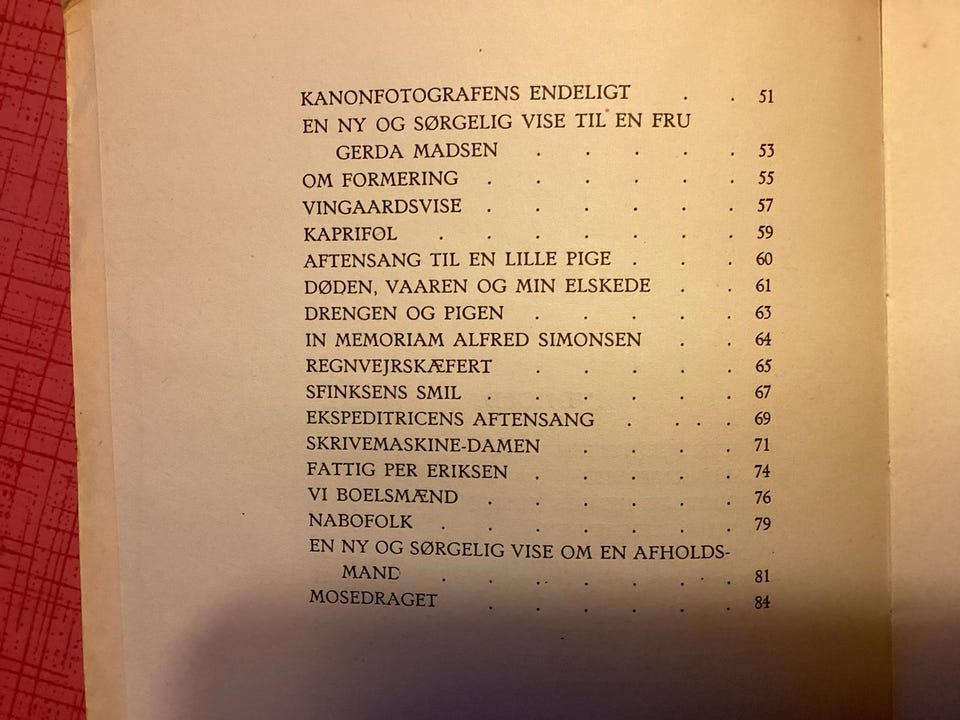 KANONFOTOGRAFENS ENDELIGT . . 51
EN NY OG SØRGELIG VISE TIL EN FRU
GERDA MADSEN . . . . . 53
OM FORMERING . . . . . . 55
VINGAARDSVISE . . . . . . 57
KAPRIFOL . . . . . . . 59
AFTENSANG TIL EN LILLE PIGE . . . 60
DØDEN, VAAREN OG MIN ELSKEDE . . 61
DRENGEN OG PIGEN . . . . . 63
IN MEMORIAM ALFRED SIMONSEN . . 64
REGNVEJRSKÆFERT . . . . . 65
SFINKSENS SMIL . . . . . . 67
EKSPEDITRICENS AFTENSANG . . . . 69
SKRIVEMASKINE-DAMEN . . . . 71
FATTIG PER ERIKSEN . . . . . 74
VI BOELSMÆND . . . . . . 76
NABOFOLK . . . . . . . 79
EN NY OG SØRGELIG VISE OM EN AFHOLDS-
MAND . . . . . . . 81
MOSEDRAGET . . . . . . 84